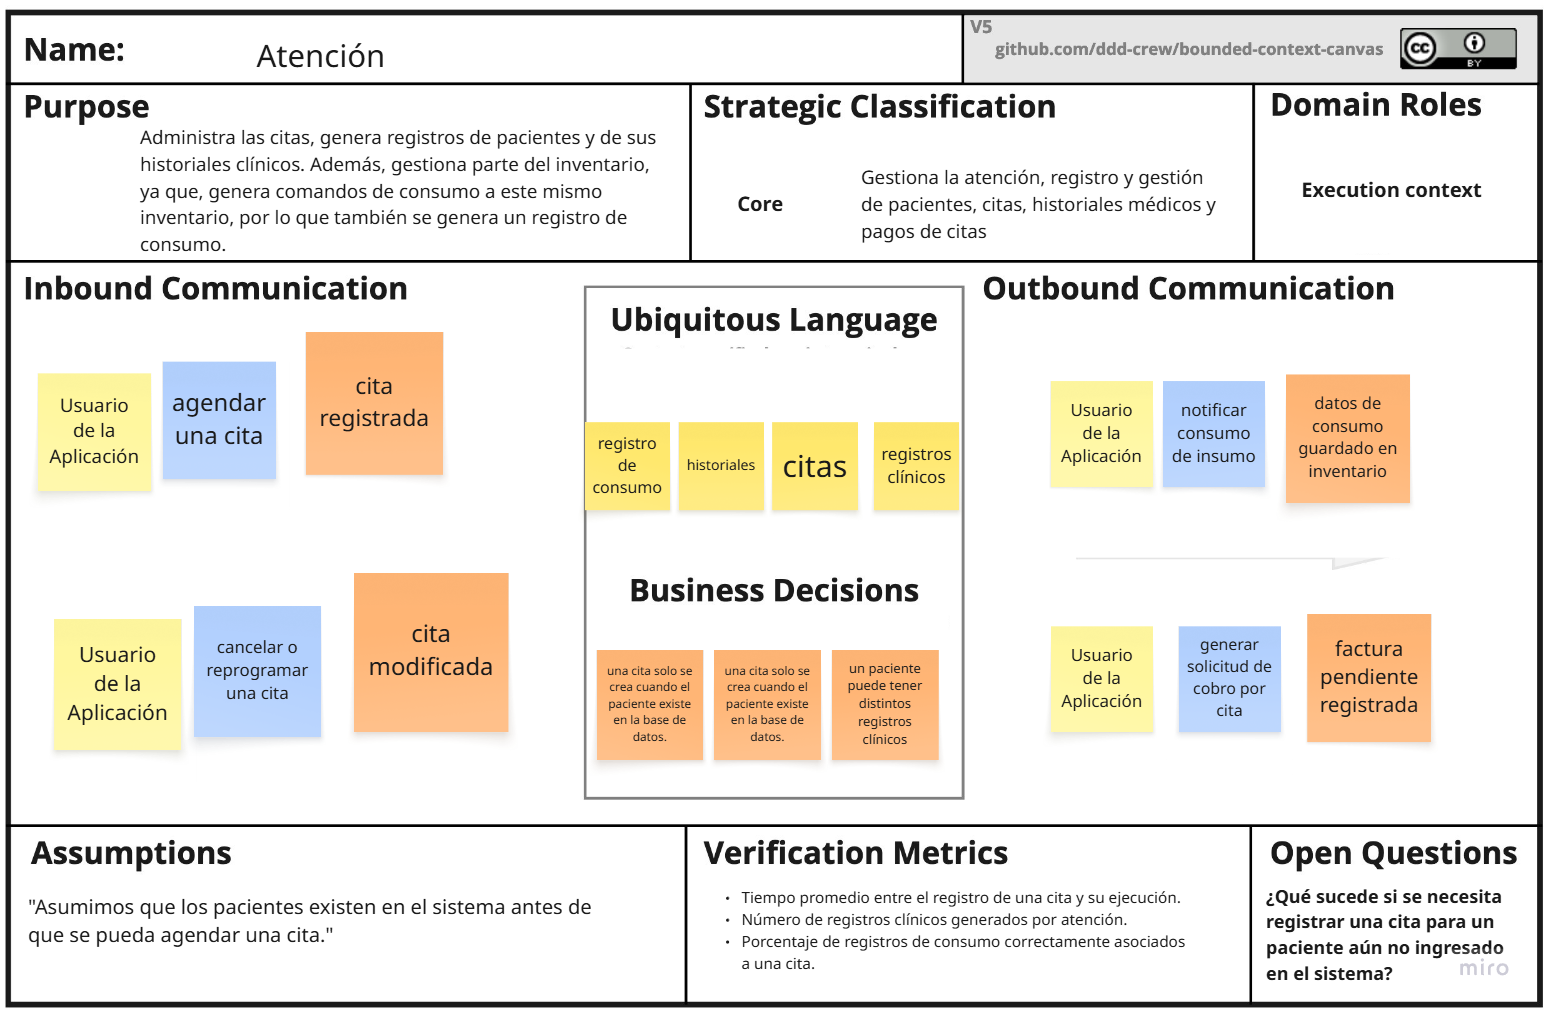 Name:
Atención
V5
github.com/ddd-crew/bounded-context-canvas
cc
BY
Purpose
Administra las citas, genera registros de pacientes y de sus
historiales clínicos. Además, gestiona parte del inventario,
ya que, genera comandos de consumo a este mismo
inventario, por lo que también se genera un registro de
consumo.
Strategic Classification
Core
Gestiona la atención, registro y gestión
de pacientes, citas, historiales médicos y
pagos de citas
Domain Roles
Execution context
Inbound Communication
Usuario
de la
Aplicación
agendar
una cita
cita
registrada
Usuario
de la
Aplicación
cancelar o
reprogramar
una cita
cita
modificada
Ubiquitous Language
registro
de
consumo
historiales
citas
registros
clínicos
Business Decisions
una cita solo se
crea cuando el
paciente existe
en la base de
datos.
una cita solo se
crea cuando el
paciente existe
en la base de
datos.
un paciente
puede tener
distintos
registros
clínicos
Outbound Communication
Usuario
de la
Aplicación
notificar
consumo
de insumo
datos de
consumo
guardado en
inventario
Usuario
de la
Aplicación
generar
solicitud de
cobro por
cita
factura
pendiente
registrada
Assumptions
"Asumimos que los pacientes existen en el sistema antes de
que se pueda agendar una cita."
Verification Metrics
• Tiempo promedio entre el registro de una cita y su ejecución.
• Número de registros clínicos generados por atención.
• Porcentaje de registros de consumo correctamente asociados
a una cita.
Open Questions
¿Qué sucede si se necesita
registrar una cita para un
paciente aún no ingresado
en el sistema?
miro